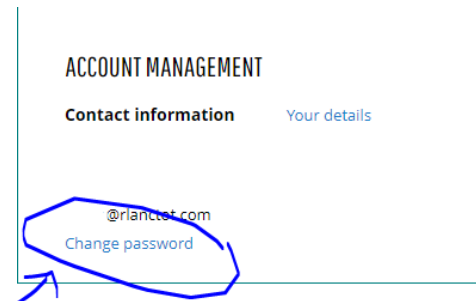 ACCOUNT MANAGEMENT
Contact information Your details
@rlanctot.com
Change password